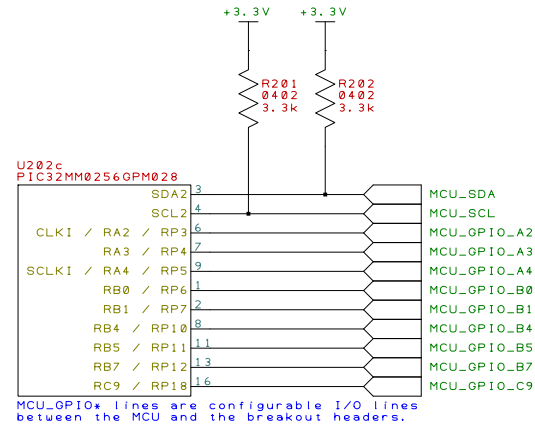 +3.3V +3.3V
R201 R202
0402 0402
3.3k 3.3k
U202c
PIC32MM0256GPM028
SDA2 3 MCU_SDA
SCL2 4 MCU_SCL
CLKI / RA2 / RP3 6 MCU_GPIO_A2
RA3 / RP4 7 MCU_GPIO_A3
SCLKI / RA4 / RP5 9 MCU_GPIO_A4
RB0 / RP6 1 MCU_GPIO_B0
RB1 / RP7 2 MCU_GPIO_B1
RB4 / RP10 8 MCU_GPIO_B4
RB5 / RP11 11 MCU_GPIO_B5
RB7 / RP12 13 MCU_GPIO_B7
RC9 / RP18 16 MCU_GPIO_C9
MCU_GPIO* lines are configurable I/O lines
between the MCU and the breakout headers.